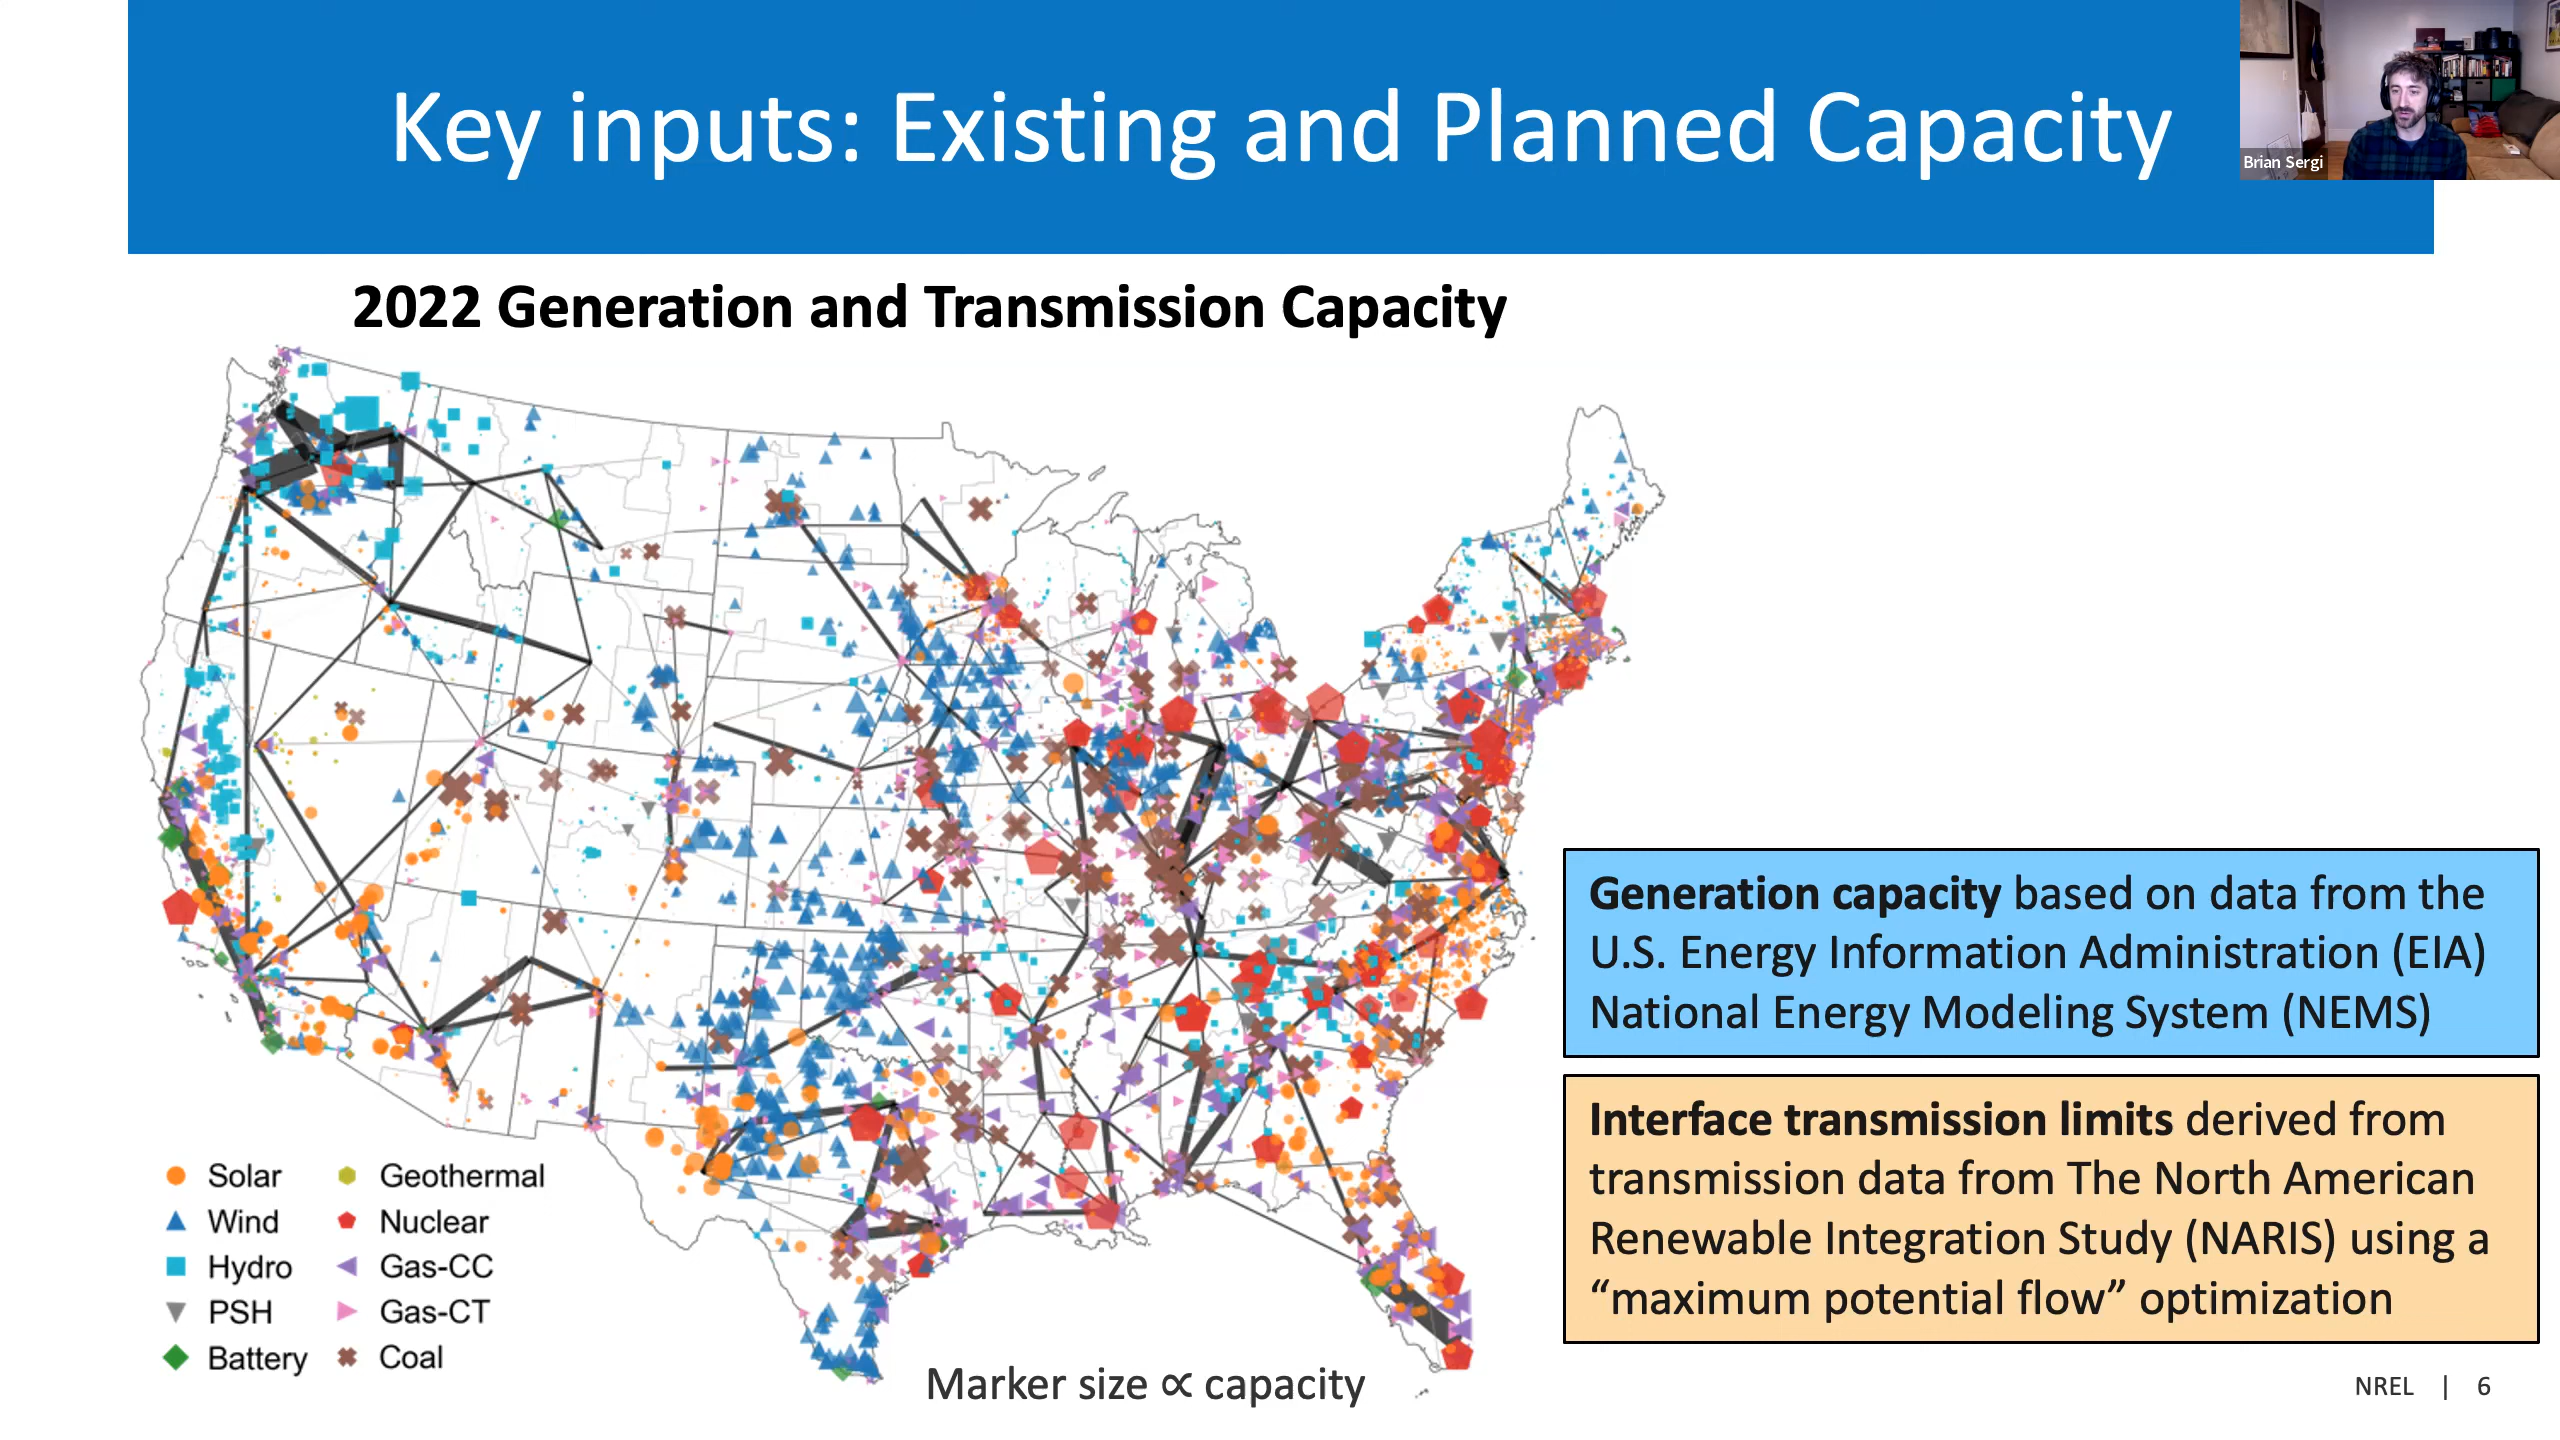 Key inputs: Existing and Planned Capacity
Brian Sergi
2022 Generation and Transmission Capacity
Solar
Wind
Hydro
PSH
Battery
Geothermal
Nuclear
Gas-CC
Gas-CT
Coal
Marker size ∝ capacity
Generation capacity based on data from the
U.S. Energy Information Administration (EIA)
National Energy Modeling System (NEMS)
Interface transmission limits derived from
transmission data from The North American
Renewable Integration Study (NARIS) using a
“maximum potential flow” optimization
NREL | 6